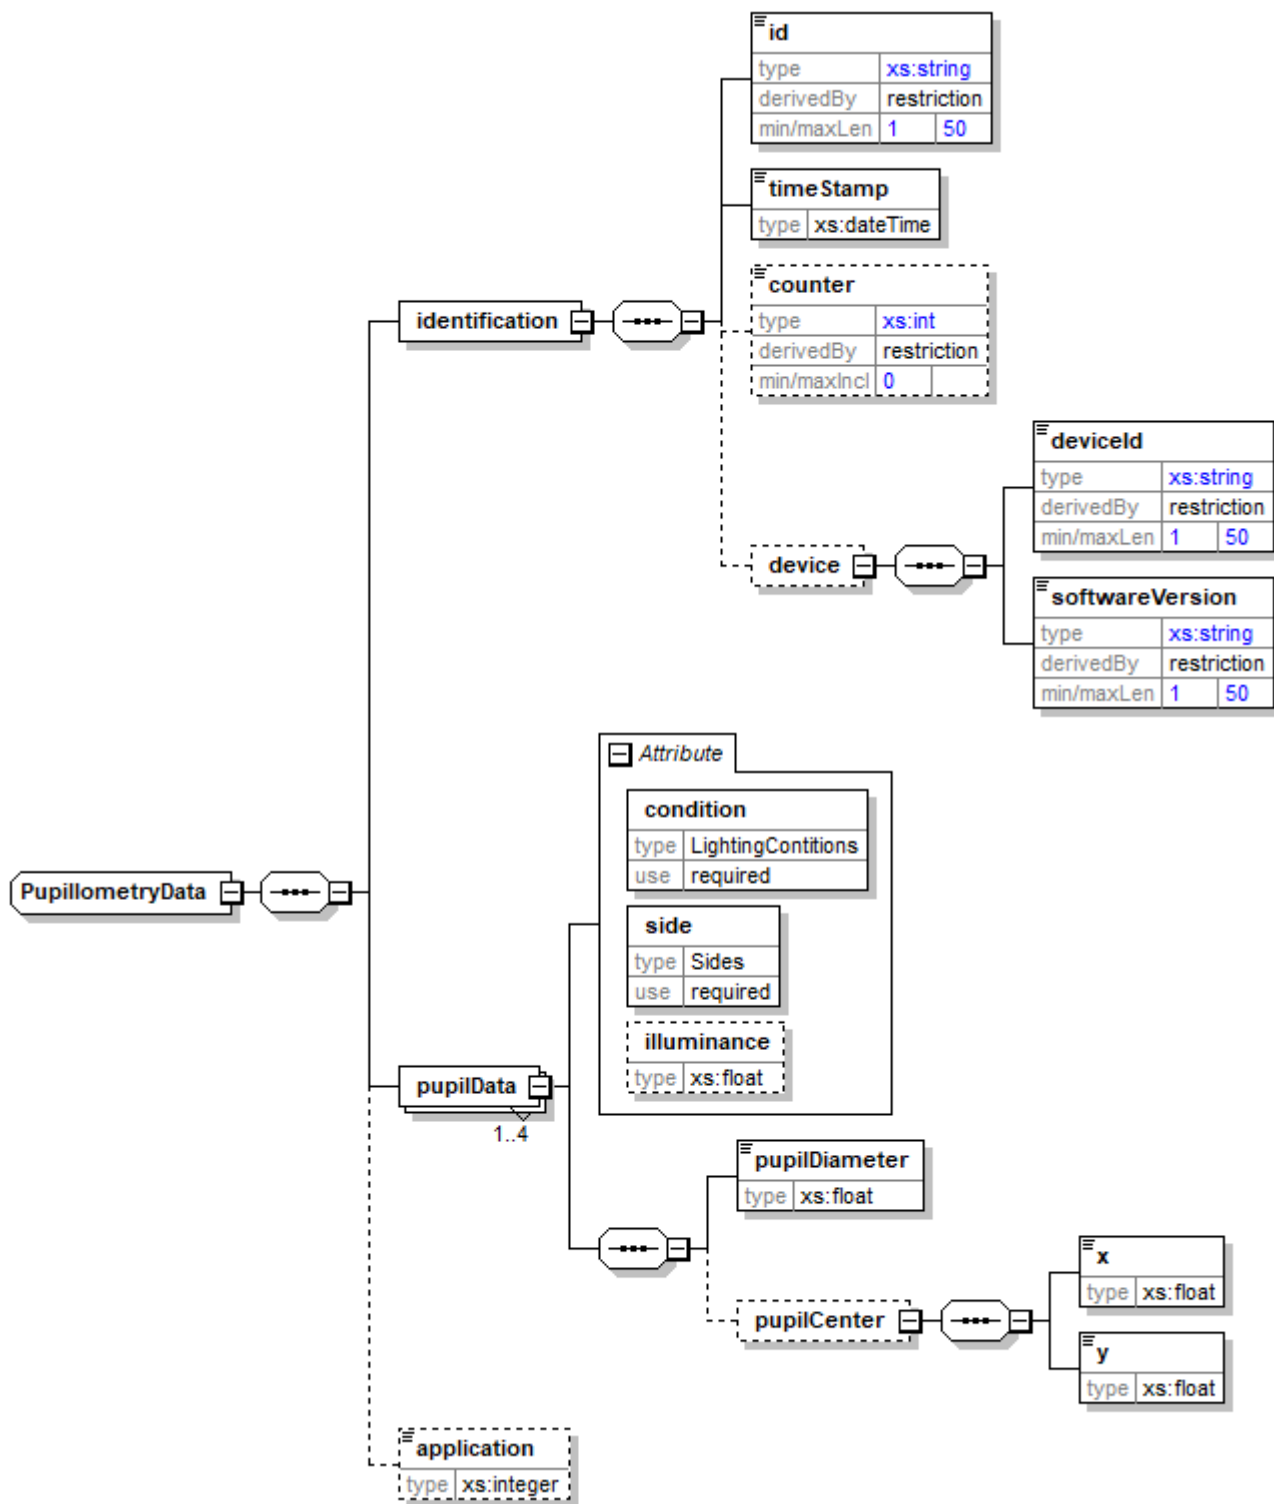 id
type xs:string
derivedBy restriction
min/maxLen 1 50
timeStamp
type xs:dateTime
counter
type xs:int
derivedBy restriction
min/maxIncl 0
identification
deviceId
type xs:string
derivedBy restriction
min/maxLen 1 50
device
softwareVersion
type xs:string
derivedBy restriction
min/maxLen 1 50
Attribute
condition
type LightingContitions
use required
PupillometryData
side
type Sides
use required
illuminance
type xs:float
pupilData
1..4
pupilDiameter
type xs:float
x
type xs:float
pupilCenter
y
type xs:float
application
type xs:integer